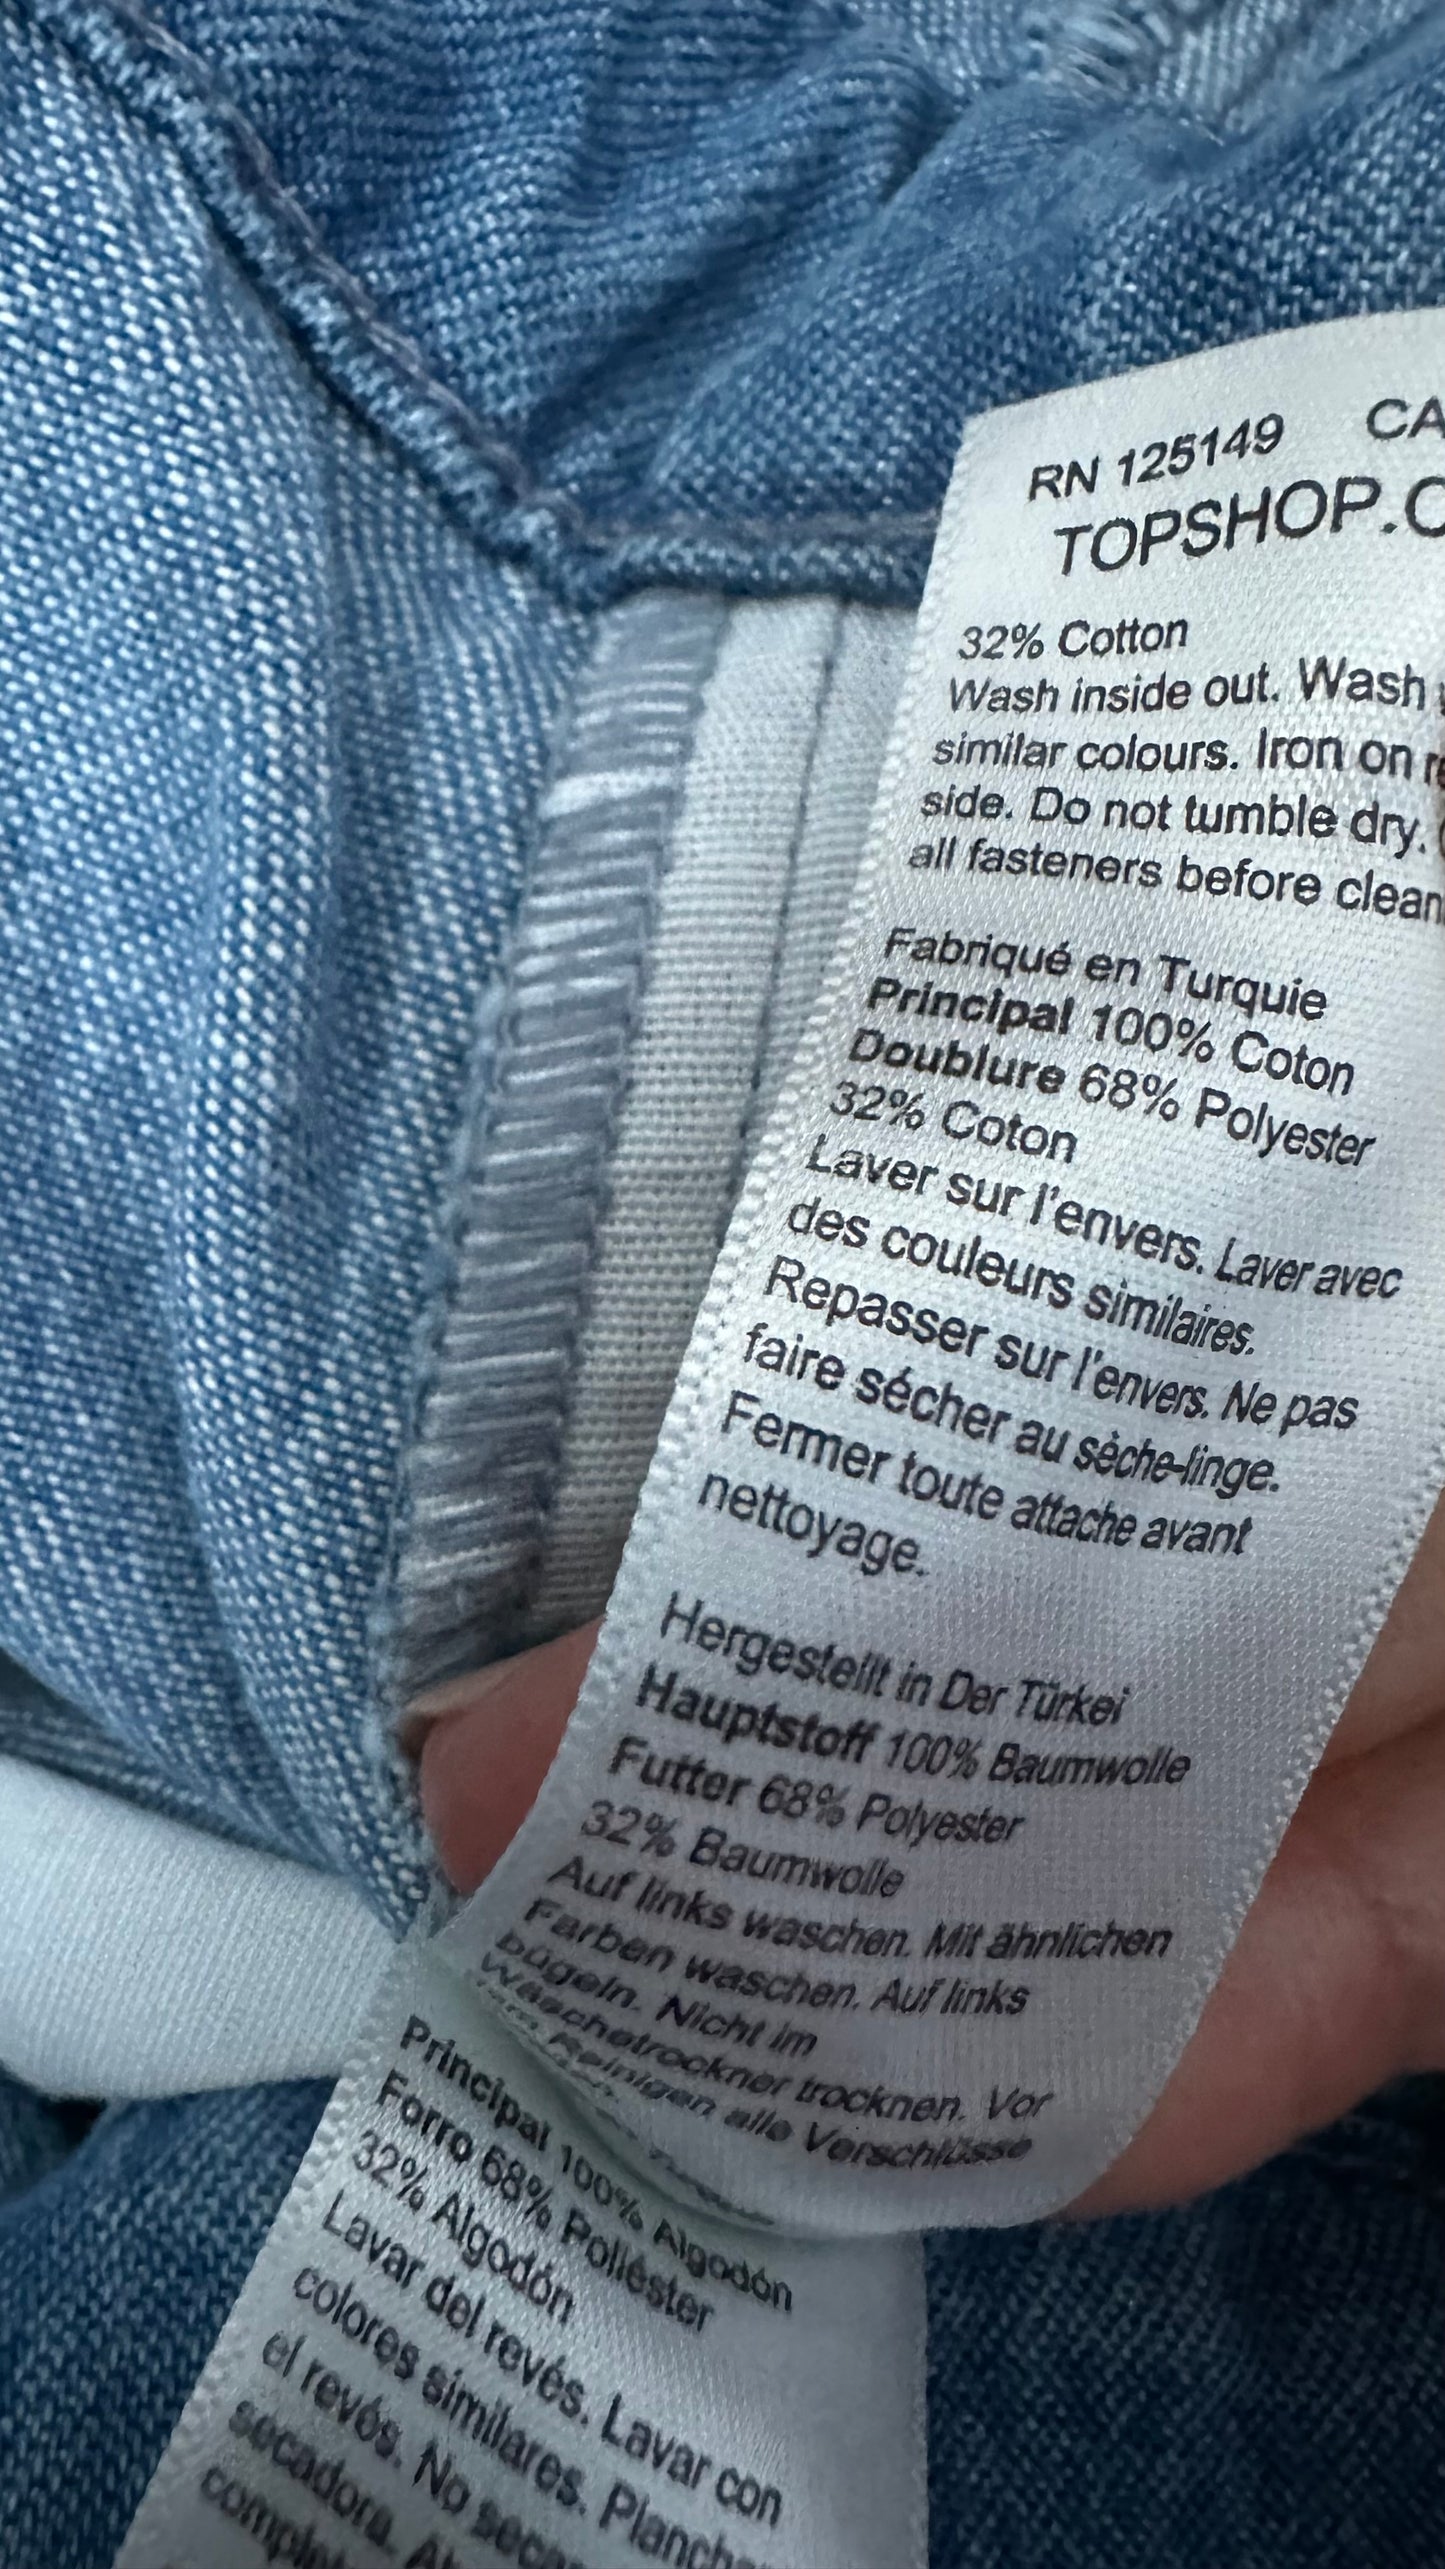 RN 125149 CA
TOPSHOP.C
32% Cotton
Wash inside out. Wash
similar colours. Iron on re
side. Do not tumble dry.
all fasteners before clean
Fabriqué en Turquie
Principal 100% Coton
Doublure 68% Polyester
32% Coton
Laver sur l'envers. Laver avec
des couleurs similaires.
Repasser sur l'envers. Ne pas
faire sécher au sèche-linge.
Fermer toute attache avant
nettoyage.
Hergestellt in Der Türkei
Hauptstoff 100% Baumwolle
Futter 68% Polyester
32% Baumwolle
Auf links waschen. Mit ähnlichen
Farben waschen. Auf links
bügeln. Nicht im
Wäschetrockner trocknen. Vor
Reinigen alle Verschlüsse
Principal 100% Algodón
Forro 68% Poliéster
32% Algodón
Lavar del revés. Lavar con
colores similares. Plancha
el revés. No seca
secadora. Ab
comple